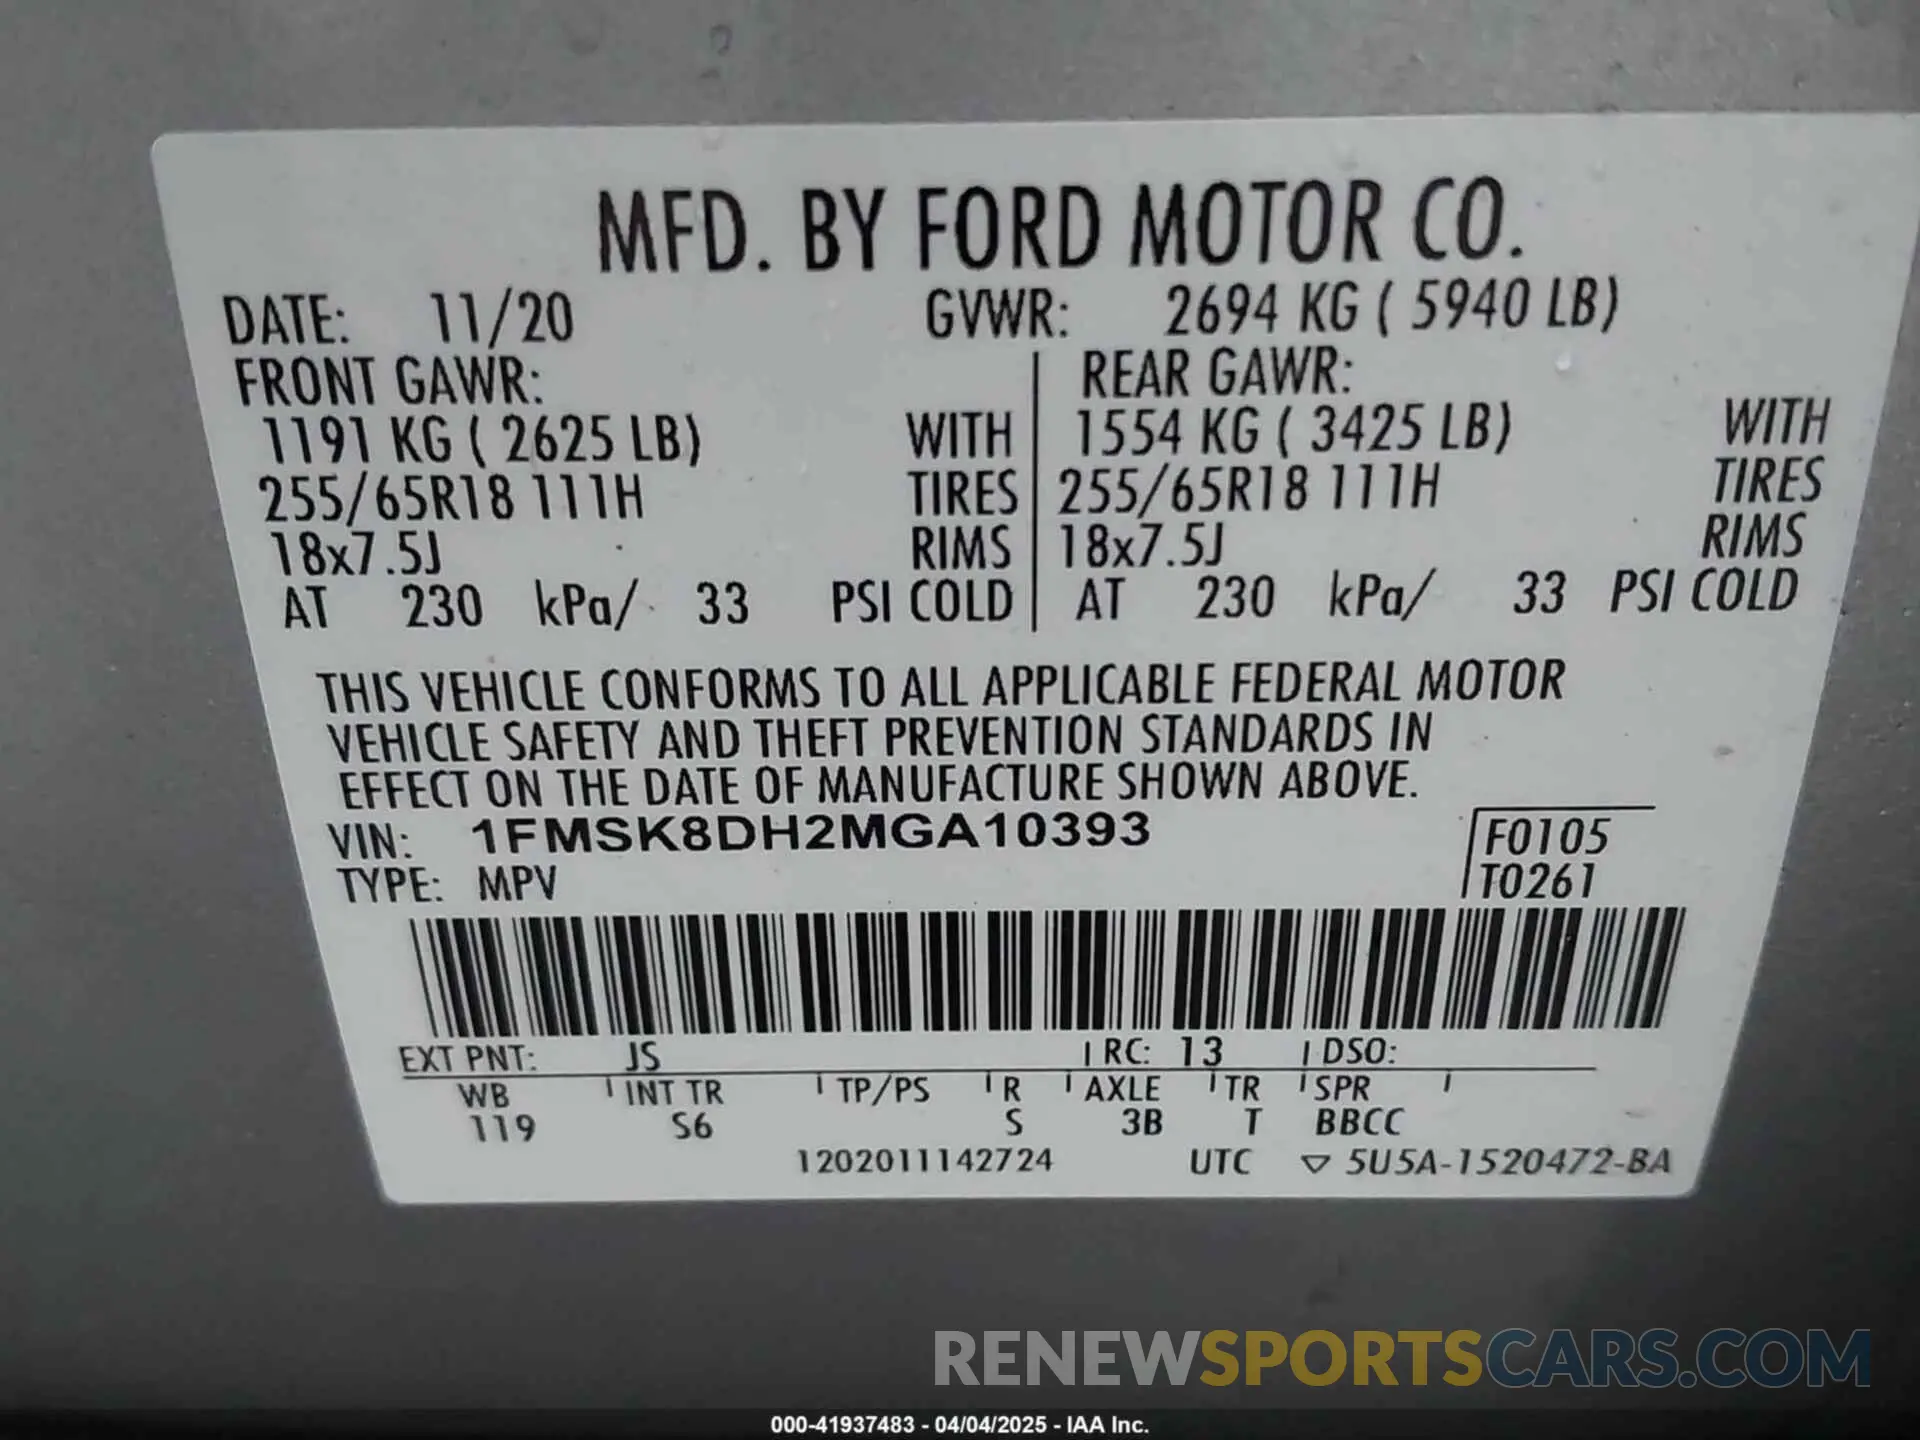 MFD. BY FORD MOTOR CO.
DATE: 11/20 GVWR: 2694 KG ( 5940 LB)
FRONT GAWR: REAR GAWR:
1191 KG ( 2625 LB) WITH 1554 KG ( 3425 LB) WITH
255/65R18 111H TIRES 255/65R18 111H TIRES
18x7.5J RIMS 18x7.5J RIMS
AT 230 kPa/ 33 PSI COLD AT 230 kPa/ 33 PSI COLD
THIS VEHICLE CONFORMS TO ALL APPLICABLE FEDERAL MOTOR
VEHICLE SAFETY AND THEFT PREVENTION STANDARDS IN
EFFECT ON THE DATE OF MANUFACTURE SHOWN ABOVE.
VIN: 1FMSK8DH2MGA10393 F0105
TYPE: MPV T0261
EXT PNT: JS RC: 13 DSO:
WB INT TR TP/PS R AXLE TR SPR
119 S6 S 3B T BBCC
1202011142724 UTC ▽ 5U5A-1520472-BA
RENEWSPORTSCARS.COM
000-41937483 - 04/04/2025 - IAA Inc.